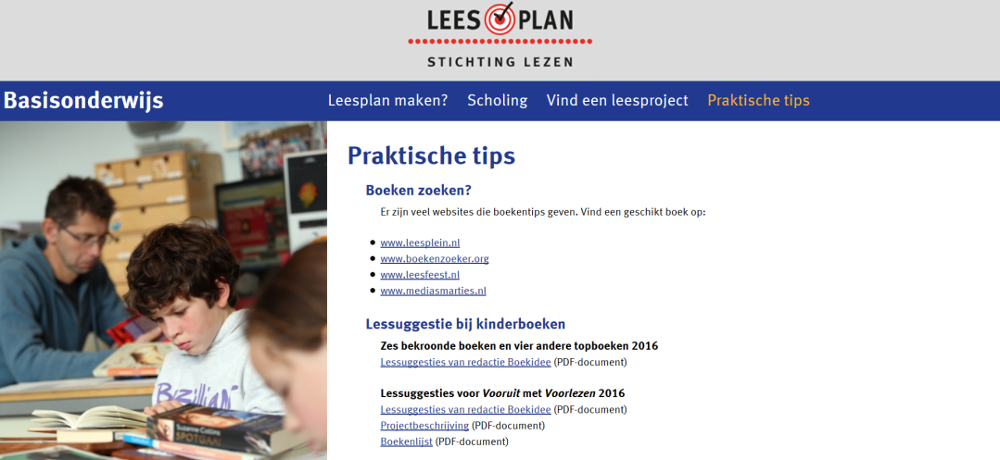 LEES PLAN
STICHTING LEZEN
Basisonderwijs
Leesplan maken? Scholing Vind een leesproject Praktische tips
Praktische tips
Boeken zoeken?
Er zijn veel websites die boekentips geven. Vind een geschikt boek op:
www.leesplein.nl
www.boekenzoeker.org
www.leesfeest.nl
www.mediasmarties.nl
Lessuggestie bij kinderboeken
Zes bekroonde boeken en vier andere topboeken 2016
Lessuggesties van redactie Boekidee (PDF-document)
Lessuggesties voor Vooruit met Voorlezen 2016
Lessuggesties van redactie Boekidee (PDF-document)
Projectbeschrijving (PDF-document)
Boekenlijst (PDF-document)
Suzanne Collins